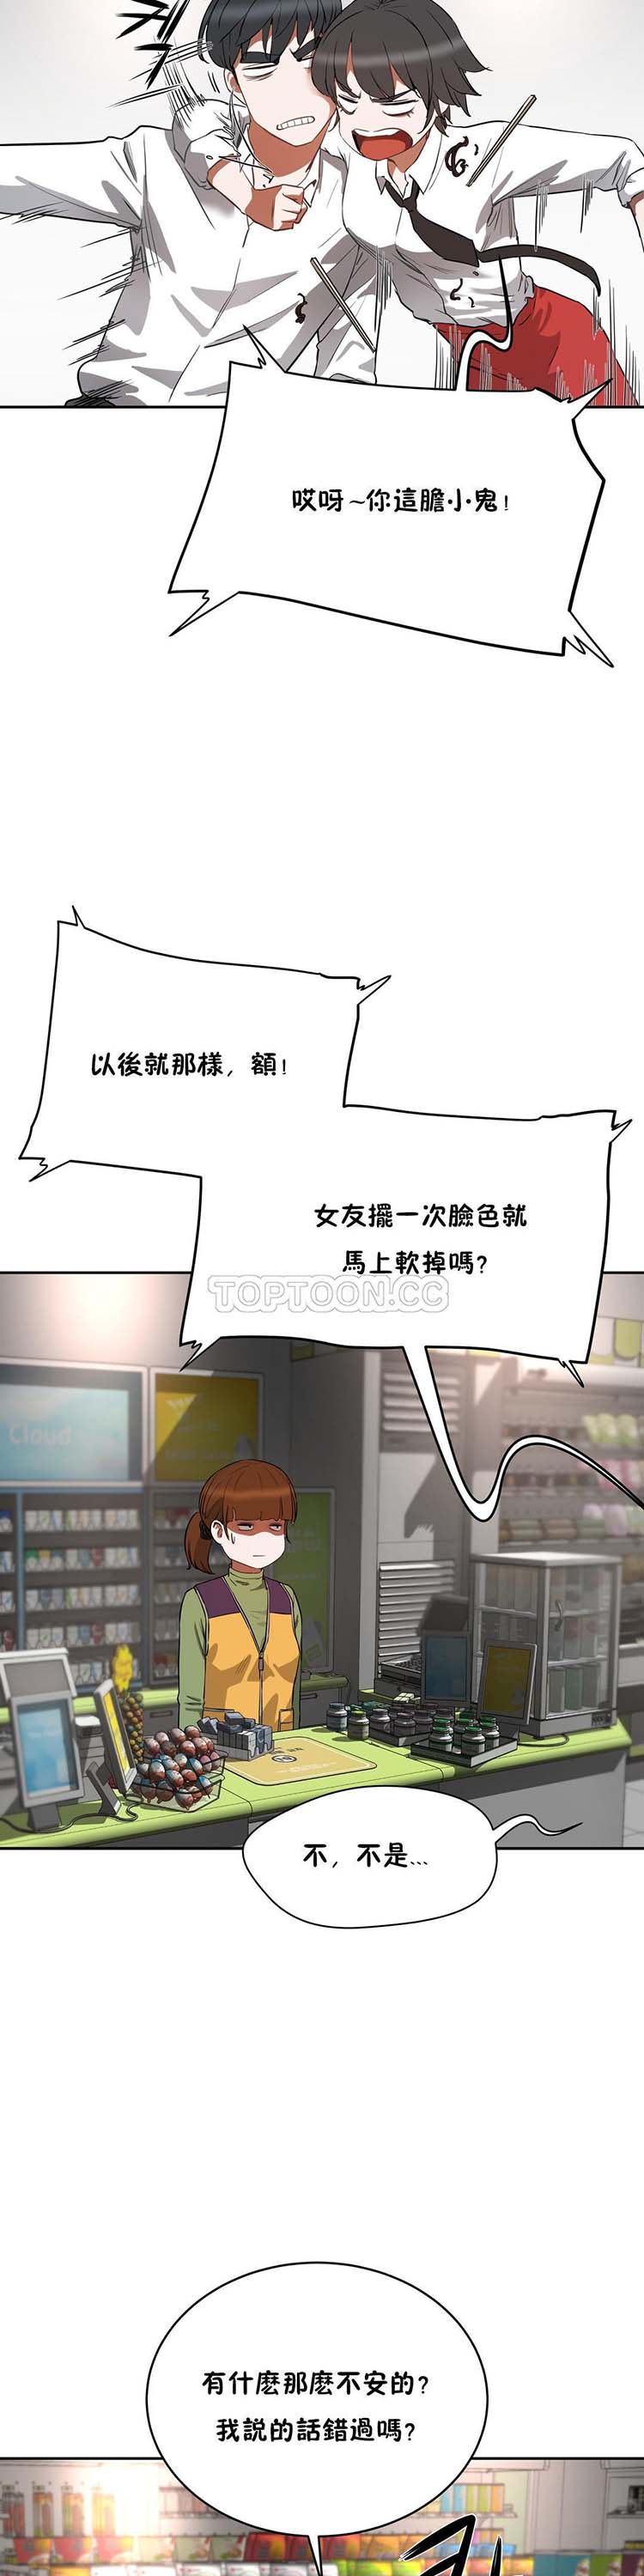 哎呀~你這膽小鬼!
以後就那樣，額!
女友擺一次臉色就
馬上軟掉嗎?
TOPTOON.CC
Cloud
不，不是...
有什麼那麼不安的?
我說的話錯過嗎?